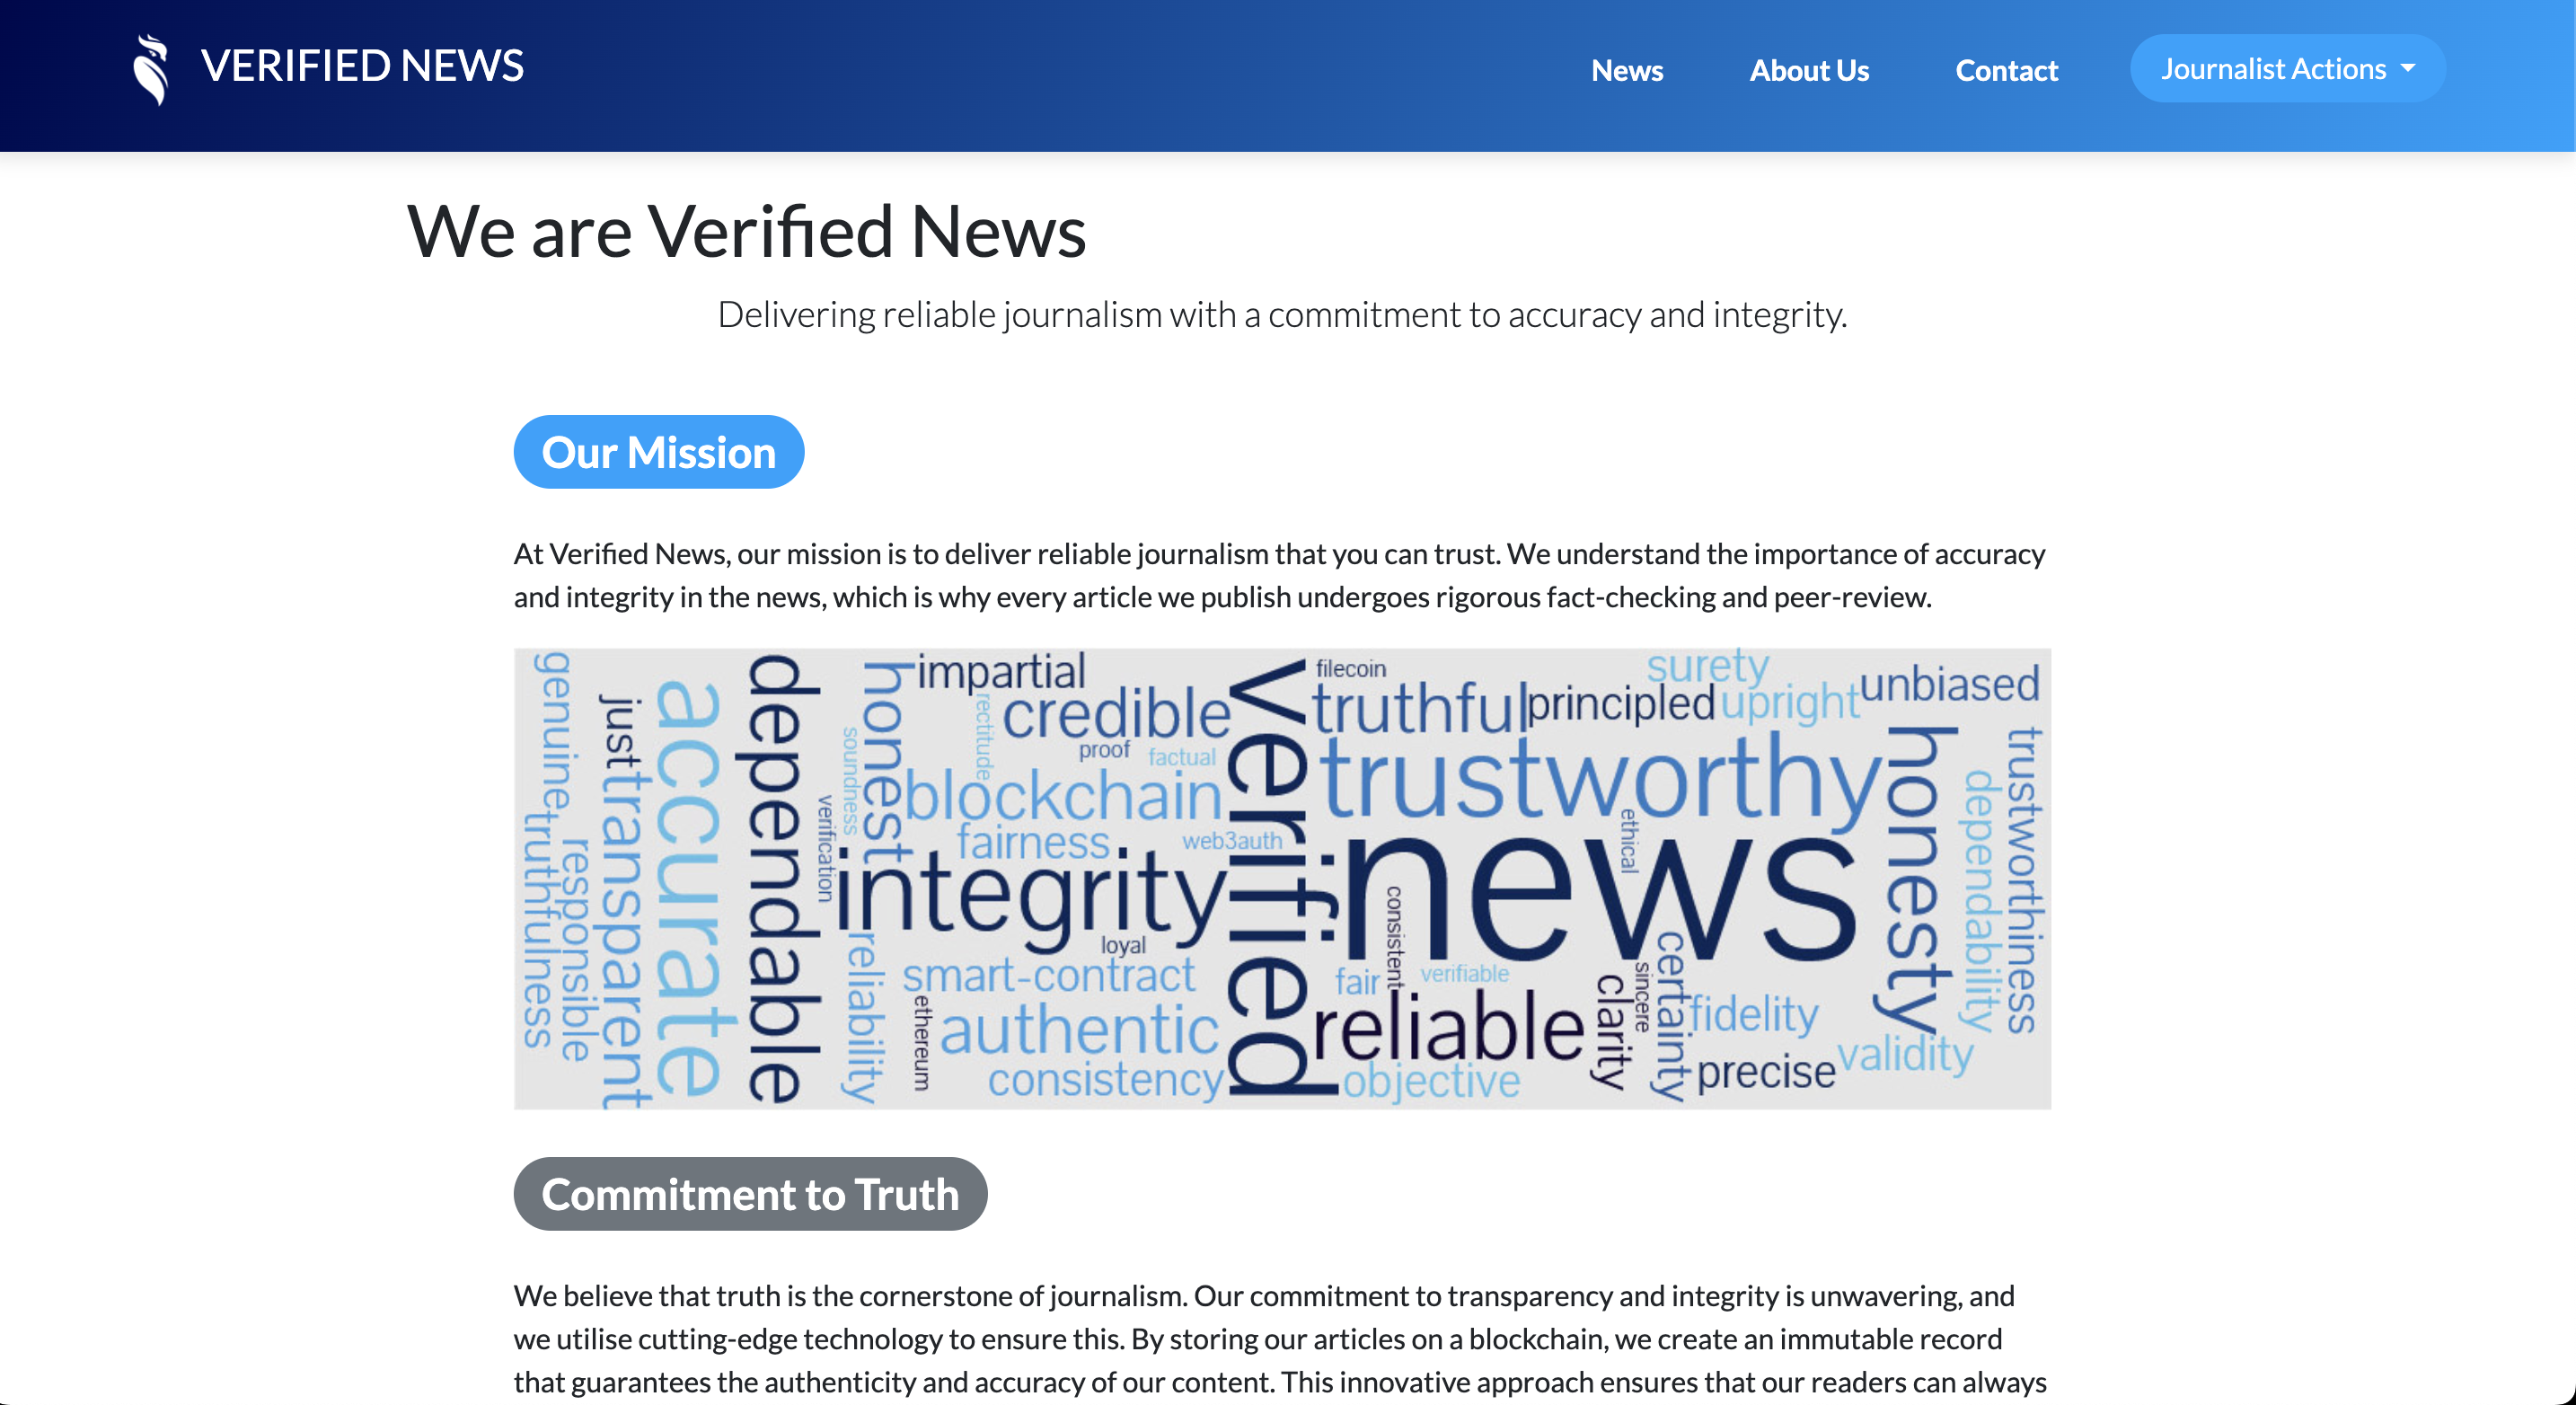 VERIFIED NEWS
News
About Us
Contact
Journalist Actions
We are Verified News
Delivering reliable journalism with a commitment to accuracy and integrity.
Our Mission
At Verified News, our mission is to deliver reliable journalism that you can trust. We understand the importance of accuracy
and integrity in the news, which is why every article we publish undergoes rigorous fact-checking and peer-review.
genuine
truthfulness
responsible
just
transparent
accurate
dependable
verification
soundness
honest
reliability
impartial
rectitude
credible
proof
factual
blockchain
fairness
web3auth
integrity
loyal
smart-contract
ethereum
authentic
consistency
verified
filecoin
truthful
principled
surety
upright
unbiased
trustworthy
ethical
news
consistent
fair
verifiable
reliable
objective
clarity
sincere
certainty
fidelity
precise
validity
honesty
dependability
trustworthiness
Commitment to Truth
We believe that truth is the cornerstone of journalism. Our commitment to transparency and integrity is unwavering, and
we utilise cutting-edge technology to ensure this. By storing our articles on a blockchain, we create an immutable record
that guarantees the authenticity and accuracy of our content. This innovative approach ensures that our readers can always